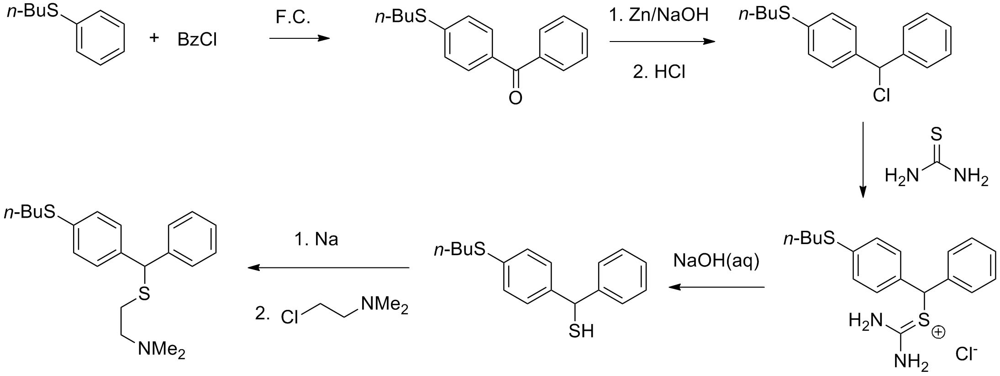 n-BuS
+
BzCl
F.C.
n-BuS
O
1. Zn/NaOH
2. HCl
n-BuS
Cl
S
H2N
NH2
n-BuS
S
NMe2
1. Na
2.
Cl
NMe2
n-BuS
SH
NaOH(aq)
n-BuS
H2N
S
+
NH2
Cl-